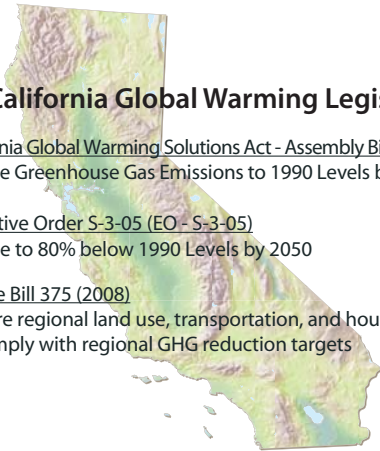 California Global Warming Legis
nia Global Warming Solutions Act - Assembly Bi
e Greenhouse Gas Emissions to 1990 Levels b
tive Order S-3-05 (EO - S-3-05)
e to 80% below 1990 Levels by 2050
e Bill 375 (2008)
re regional land use, transportation, and hou
mply with regional GHG reduction targets